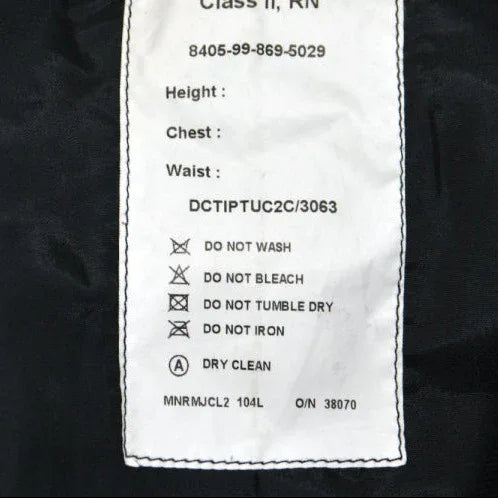 Class II, RN
8405-99-869-5029
Height :
Chest :
Waist :
DCTIPTUC2C/3063
DO NOT WASH
DO NOT BLEACH
DO NOT TUMBLE DRY
DO NOT IRON
A DRY CLEAN
MNRMJCL2 104L O/N 38070